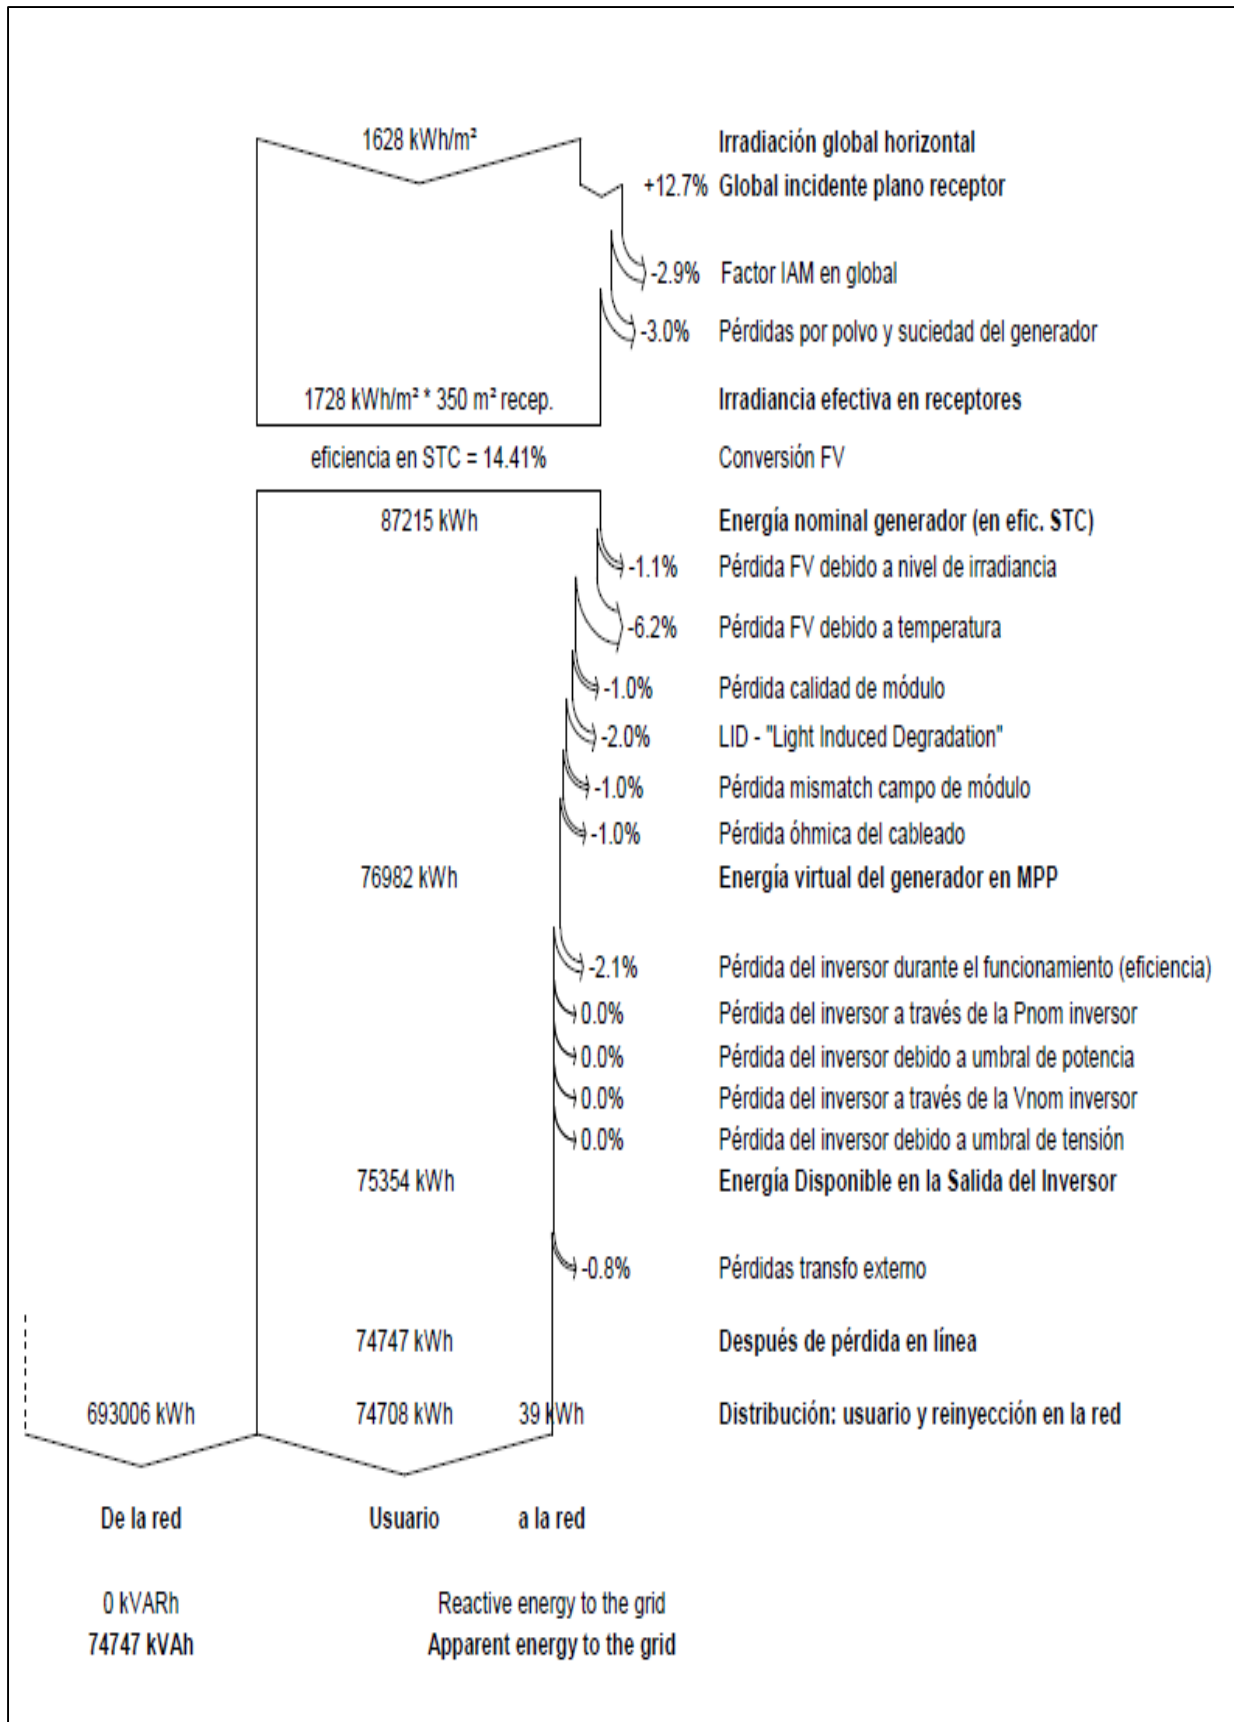 1628 kWh/m² Irradiación global horizontal
+12.7% Global incidente plano receptor
-2.9% Factor IAM en global
-3.0% Pérdidas por polvo y suciedad del generador
1728 kWh/m² * 350 m² recep. Irradiancia efectiva en receptores
eficiencia en STC = 14.41% Conversión FV
87215 kWh Energía nominal generador (en efic. STC)
-1.1% Pérdida FV debido a nivel de irradiancia
-6.2% Pérdida FV debido a temperatura
-1.0% Pérdida calidad de módulo
-2.0% LID - "Light Induced Degradation"
-1.0% Pérdida mismatch campo de módulo
-1.0% Pérdida óhmica del cableado
76982 kWh Energía virtual del generador en MPP
-2.1% Pérdida del inversor durante el funcionamiento (eficiencia)
0.0% Pérdida del inversor a través de la Pnom inversor
0.0% Pérdida del inversor debido a umbral de potencia
0.0% Pérdida del inversor a través de la Vnom inversor
0.0% Pérdida del inversor debido a umbral de tensión
75354 kWh Energía Disponible en la Salida del Inversor
-0.8% Pérdidas transfo externo
74747 kWh Después de pérdida en línea
693006 kWh 74708 kWh 39 kWh Distribución: usuario y reinyección en la red
De la red Usuario a la red
0 kVARh Reactive energy to the grid
74747 kVAh Apparent energy to the grid